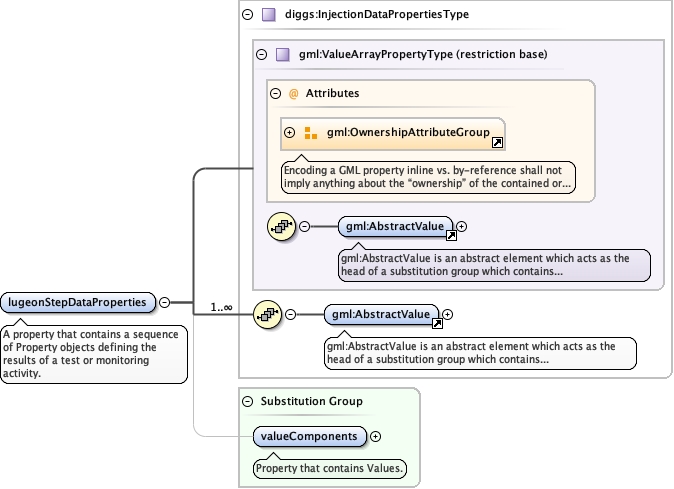 diggs:InjectionDataPropertiesType
gml:ValueArrayPropertyType (restriction base)
@ Attributes
gml:OwnershipAttributeGroup
Encoding a GML property inline vs. by-reference shall not
imply anything about the “ownership” of the contained or...
gml:AbstractValue
gml:AbstractValue is an abstract element which acts as the
head of a substitution group which contains...
lugeonStepDataProperties
A property that contains a sequence
of Property objects defining the
results of a test or monitoring
activity.
1..∞
gml:AbstractValue
gml:AbstractValue is an abstract element which acts as the
head of a substitution group which contains...
Substitution Group
valueComponents
Property that contains Values.